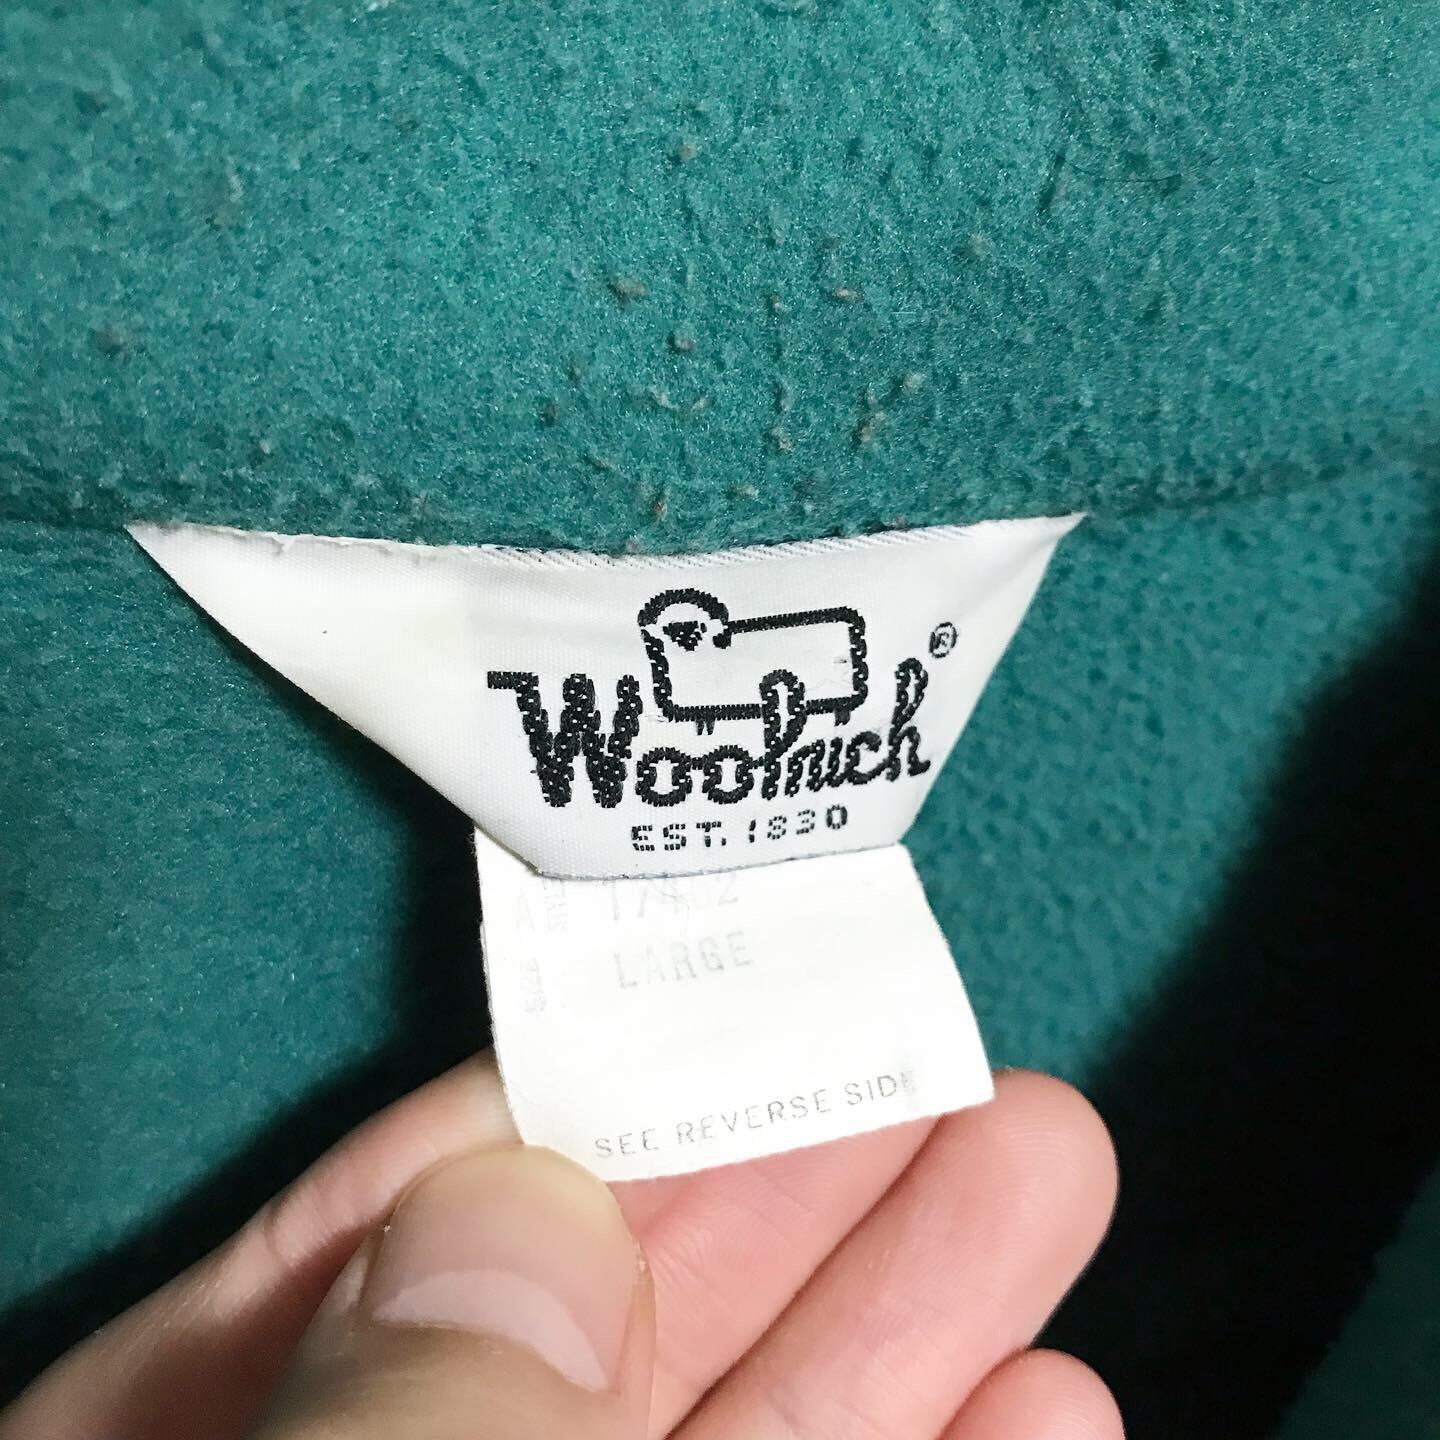 Woolrich®
EST. 1830
LARGE
SEE REVERSE SIDE